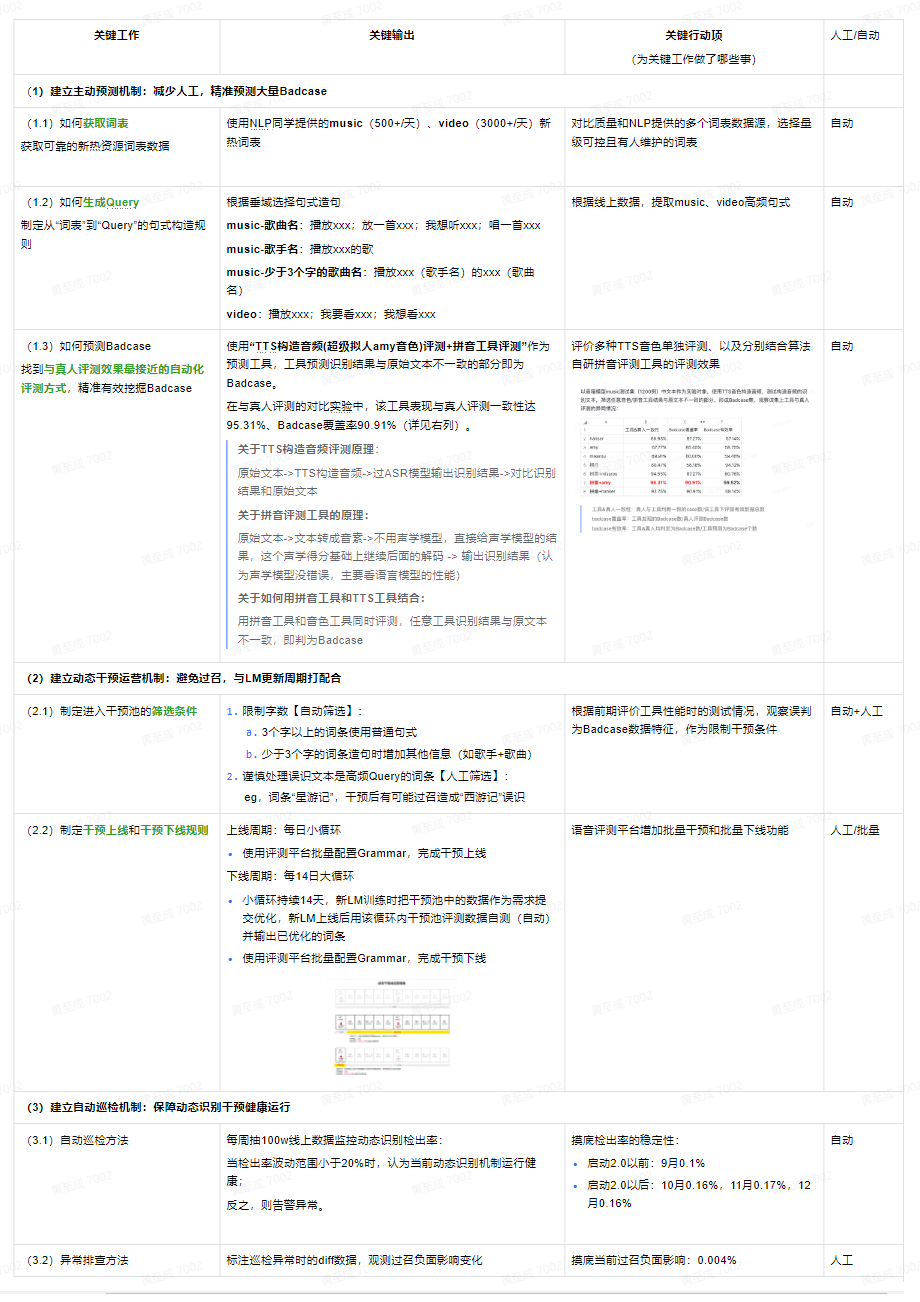 关键工作
关键输出
关键行动项
(为关键工作做了哪些事)
人工/自动
(1) 建立主动预测机制：减少人工，精准预测大量Badcase
(1.1) 如何获取词表
获取可靠的新热资源词表数据
使用NLP同学提供的music（500+/天）、video（3000+/天）新
热词表
对比质量和NLP提供的多个词表数据源，选择量
级可控且有人维护的词表
自动
(1.2) 如何生成Query
制定从“词表”到“Query”的句式构造规
则
根据垂域选择句式造句
music-歌曲名：播放xxx；放一首xxx；我想听xxx；唱一首xxx
music-歌手名：播放xxx的歌
music-少于3个字的歌曲名：播放xxx（歌手名）的xxx（歌曲
名）
video：播放xxx；我要看xxx；我想看xxx
根据线上数据，提取music、video高频句式
自动
(1.3) 如何预测Badcase
找到与真人评测效果最接近的自动化
评测方式，精准有效挖掘Badcase
使用“TTS构造音频(超级拟人amy音色)评测+拼音工具评测”作为
预测工具，工具预测识别结果与原始文本不一致的部分即为
Badcase。
在与真人评测的对比实验中，该工具表现与真人评测一致性达
95.31%、Badcase覆盖率90.91%（详见右列）。
关于TTS构造音频评测原理：
原始文本->TTS构造音频->过ASR模型输出识别结果->对比识别
结果和原始文本
关于拼音评测工具的原理：
原始文本->文本转成音素->不用声学模型，直接给声学模型的结
果，这个声学得分基础上继续后面的解码 -> 输出识别结果（认
为声学模型没错误，主要看语言模型的性能）
关于如何用拼音工具和TTS工具结合：
用拼音工具和音色工具同时评测，任意工具识别结果与原文本
不一致，即判为Badcase
评价多种TTS音色单独评测、以及分别结合算法
自研拼音评测工具的评测效果
自动
(2) 建立动态干预运营机制：避免过召，与LM更新周期打配合
(2.1) 制定进入干预池的筛选条件
1. 限制字数【自动筛选】：
a. 3个字以上的词条使用普通句式
b. 少于3个字的词条造句时增加其他信息（如歌手+歌曲）
2. 谨慎处理误识文本是高频Query的词条【人工筛选】：
eg，词条“星游记”，干预后有可能过召造成“西游记”误识
根据前期评价工具性能时的测试情况，观察误判
为Badcase数据特征，作为限制干预条件
自动+人工
(2.2) 制定干预上线和干预下线规则
上线周期：每日小循环
使用评测平台批量配置Grammar，完成干预上线
下线周期：每14日大循环
小循环持续14天，新LM训练时把干预池中的数据作为需求提
交优化，新LM上线后用该循环内干预池评测数据自测（自动）
并输出已优化的词条
使用评测平台批量配置Grammar，完成干预下线
语音评测平台增加批量干预和批量下线功能
人工/批量
(3) 建立自动巡检机制：保障动态识别干预健康运行
(3.1) 自动巡检方法
每周抽100w线上数据监控动态识别检出率：
当检出率波动范围小于20%时，认为当前动态识别机制运行健
康；
反之，则告警异常。
摸底检出率的稳定性：
启动2.0以前：9月0.1%
启动2.0以后：10月0.16%，11月0.17%，12
月0.16%
自动
(3.2) 异常排查方法
标注巡检异常时的diff数据，观测过召负面影响变化
摸底当前过召负面影响：0.004%
人工